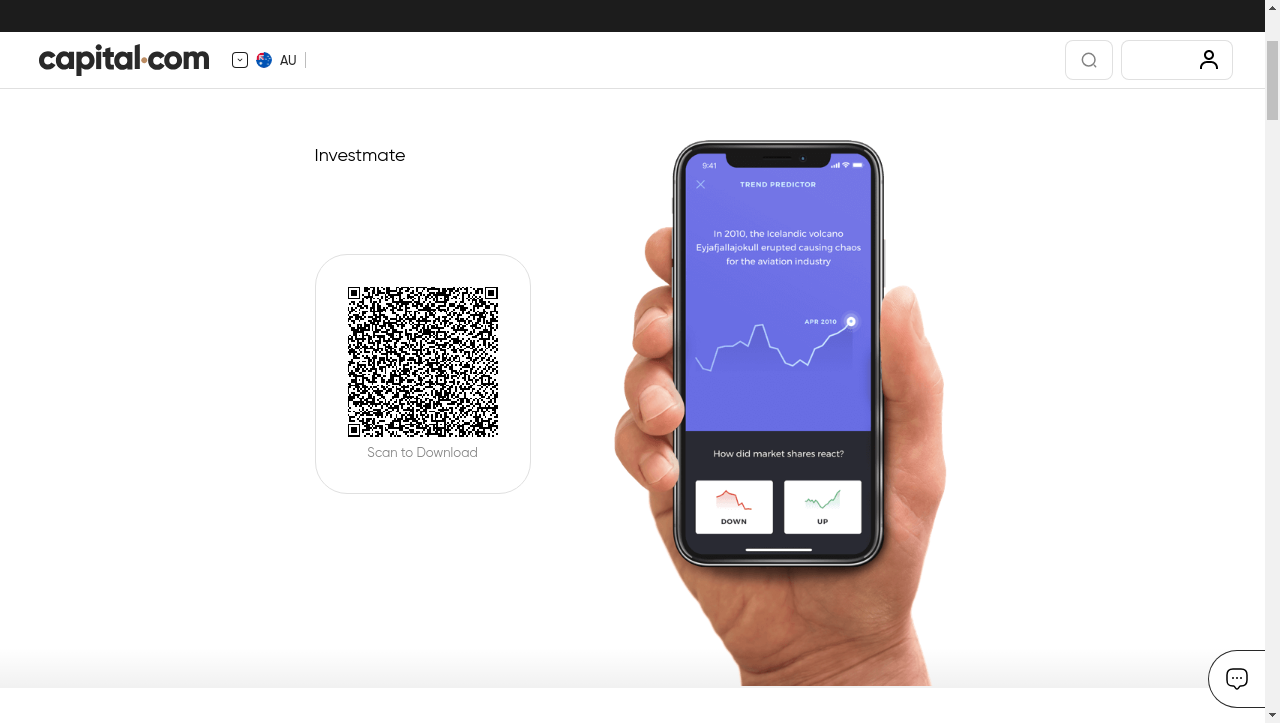 capital.com
AU
Investmate
Scan to Download
9:41
TREND PREDICTOR
In 2010, the Icelandic volcano
Eyjafjallajokull erupted causing chaos
for the aviation industry
APR 2010
How did market shares react?
DOWN
UP